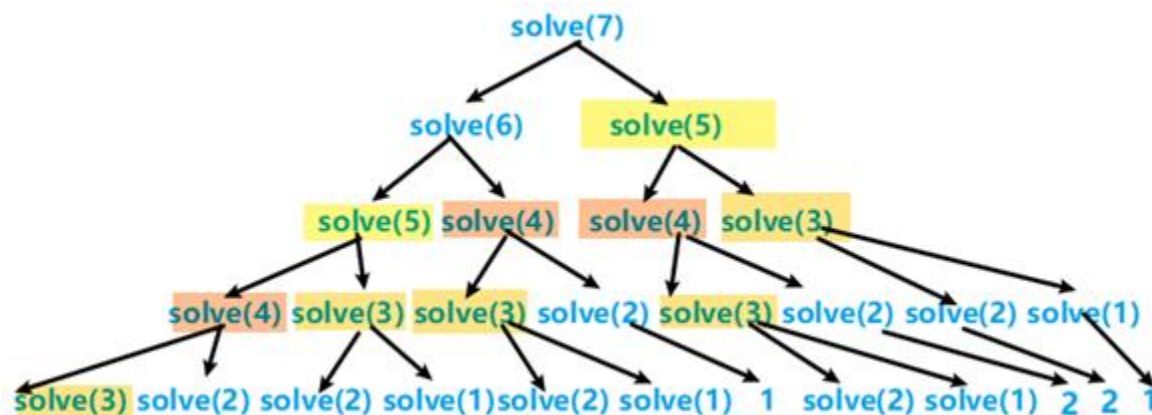 solve(7)
solve(6) solve(5)
solve(5) solve(4) solve(4) solve(3)
solve(4) solve(3) solve(3) solve(2) solve(3) solve(2) solve(2) solve(1)
solve(3) solve(2) solve(2) solve(1) solve(2) solve(1) 1 solve(2) solve(1) 2 2 1